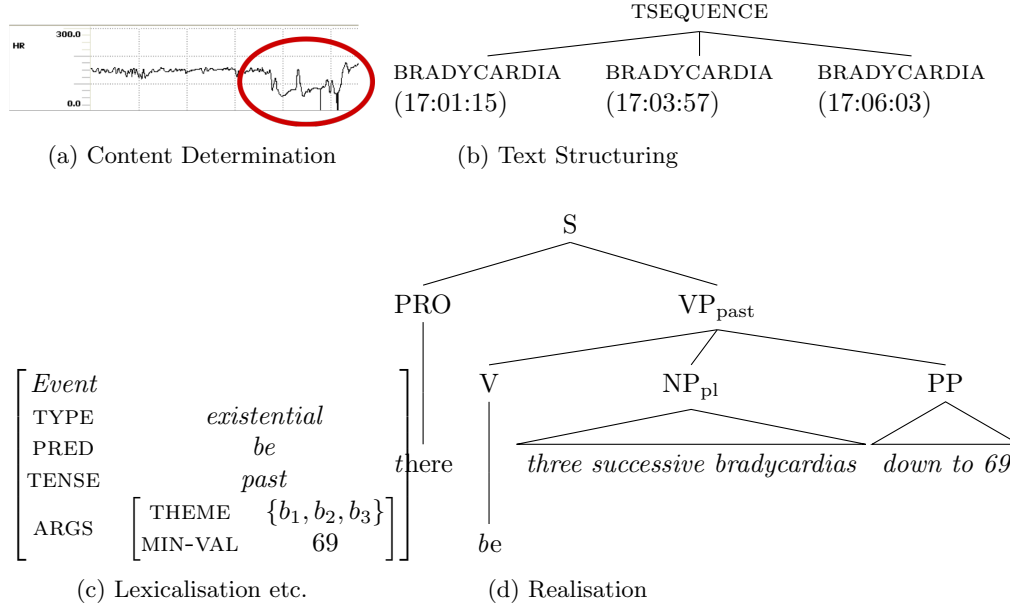 HR
300.0
0.0
(a) Content Determination
TSEQUENCE
BRADYCARDIA BRADYCARDIA BRADYCARDIA
(17:01:15) (17:03:57) (17:06:03)
(b) Text Structuring
Event
TYPE existential
PRED be
TENSE past
ARGS THEME {b₁, b₂, b₃}
MIN-VAL 69
(c) Lexicalisation etc.
S
PRO VPpast
V NPpl PP
there three successive bradycardias down to 69
be
(d) Realisation